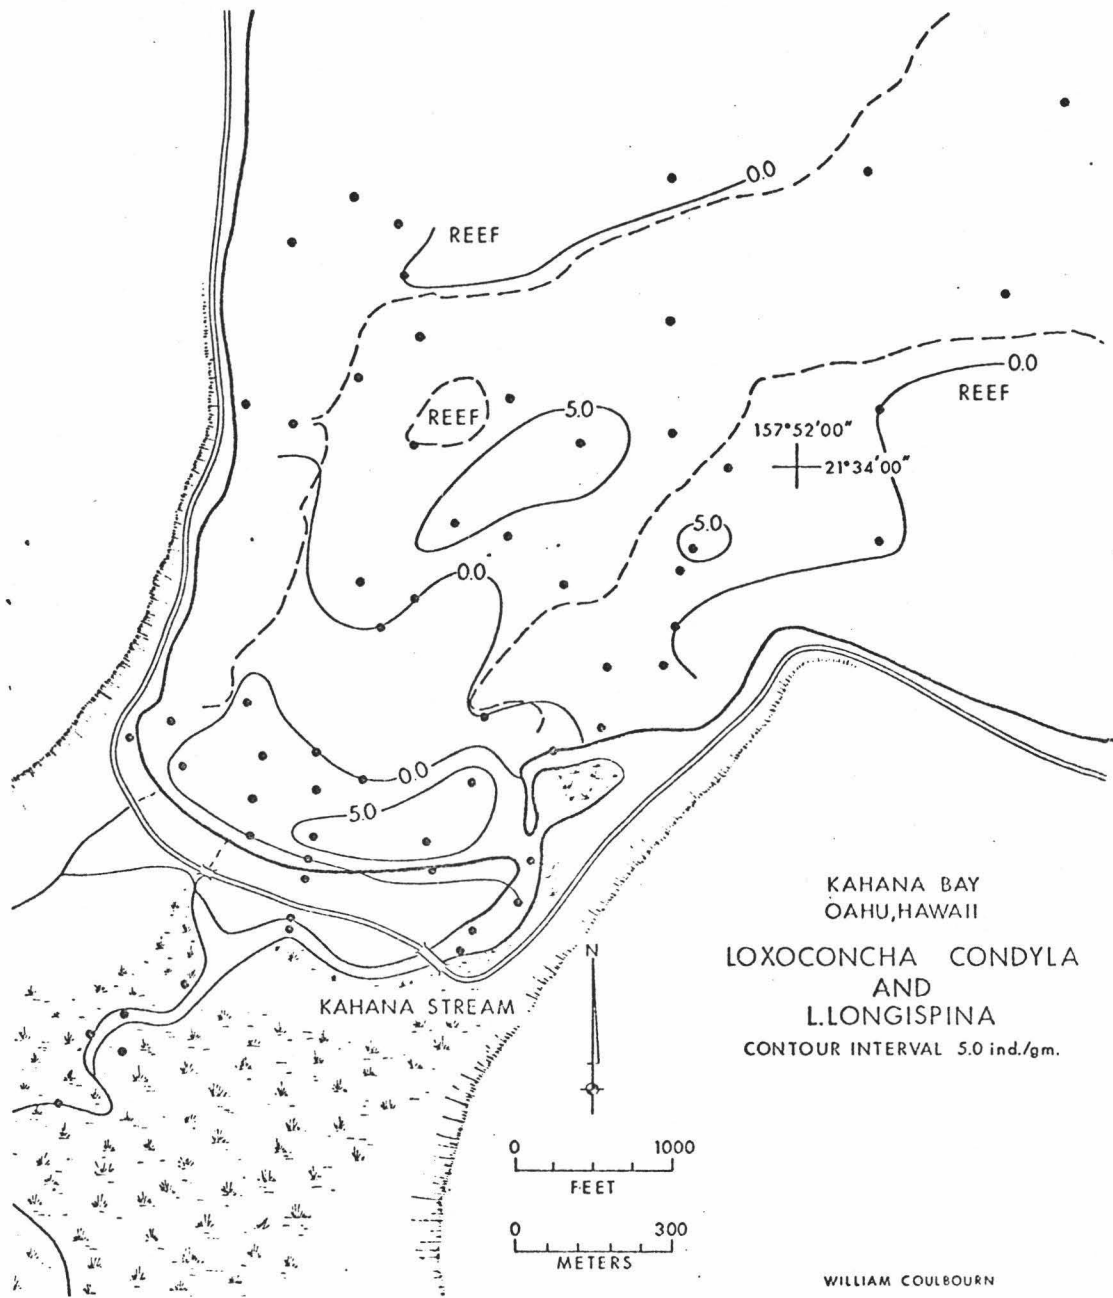 0.0
REEF
0.0
REEF
REEF
5.0
157°52'00"
21°34'00"
5.0
0.0
0.0
5.0
KAHANA BAY
OAHU, HAWAII
LOXOCONCHA CONDYLA
AND
L. LONGISPINA
CONTOUR INTERVAL 5.0 ind./gm.
N
KAHANA STREAM
0 1000
FEET
0 300
METERS
WILLIAM COULBOURN